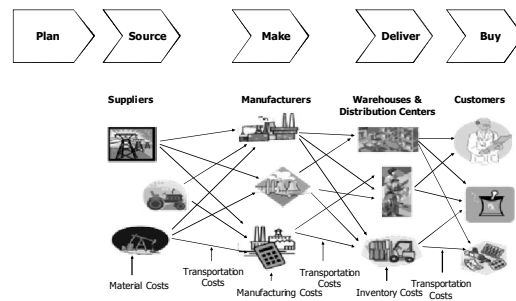 Plan
Source
Make
Deliver
Buy
Suppliers
Manufacturers
Warehouses &
Distribution Centers
Customers
Material Costs
Transportation
Costs
Manufacturing Costs
Transportation
Costs
Inventory Costs
Transportation
Costs